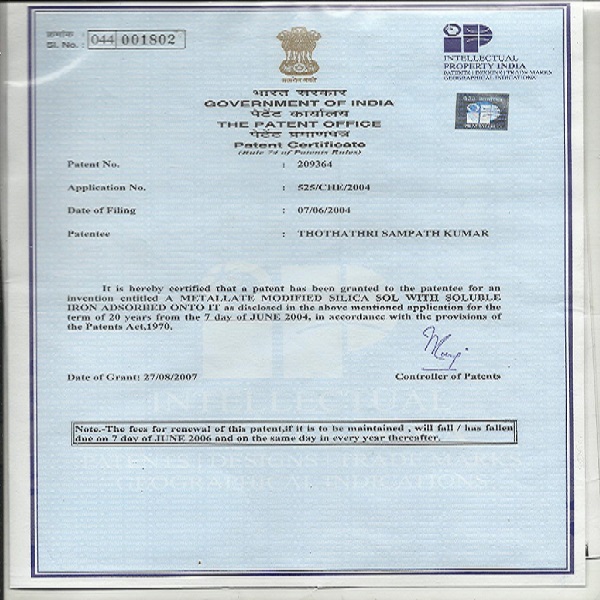 क्रमांक :
Sl. No. : 044 001802
सत्यमेव जयते
INTELLECTUAL
PROPERTY INDIA
PATENTS | DESIGNS | TRADE MARKS
GEOGRAPHICAL INDICATIONS
भारत सरकार
GOVERNMENT OF INDIA
पेटेंट कार्यालय
THE PATENT OFFICE
पेटेंट प्रमाणपत्र
Patent Certificate
(Rule 74 of Patents Rules)
Patent No. : 209364
Application No. : 525/CHE/2004
Date of Filing : 07/06/2004
Patentee : THOTHATHRI SAMPATH KUMAR
It is hereby certified that a patent has been granted to the patentee for an
invention entitled A METALLATE MODIFIED SILICA SOL WITH SOLUBLE
IRON ADSORBED ONTO IT as disclosed in the above mentioned application for the
term of 20 years from the 7 day of JUNE 2004, in accordance with the provisions of
the Patents Act,1970.
Date of Grant: 27/08/2007 Controller of Patents
INTELLECTUAL
Note.-The fees for renewal of this patent,if it is to be maintained , will fall / has fallen
due on 7 day of JUNE 2006 and on the same day in every year thereafter.
GEOGRAPHICAL INDICATIONS